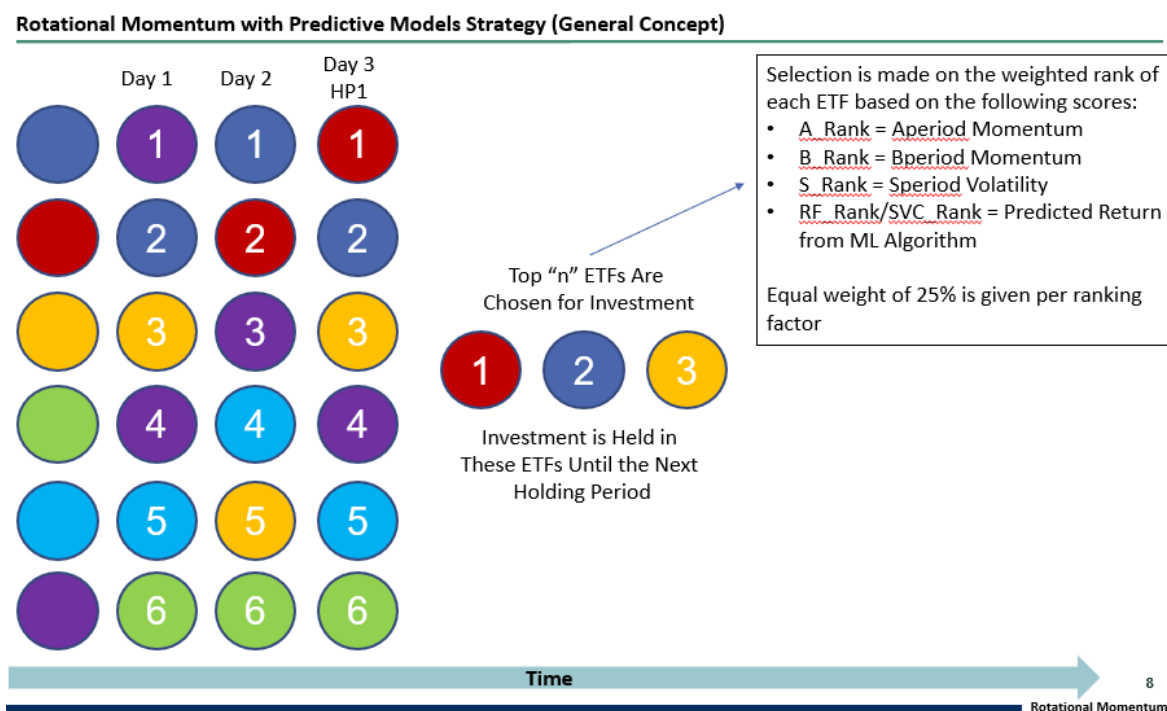 Rotational Momentum with Predictive Models Strategy (General Concept)
Day 1
Day 2
Day 3
HP1
1
1
1
2
2
2
3
3
3
4
4
4
5
5
5
6
6
6
Top “n” ETFs Are
Chosen for Investment
1
2
3
Investment is Held in
These ETFs Until the Next
Holding Period
Selection is made on the weighted rank of
each ETF based on the following scores:
• A_Rank = Aperiod Momentum
• B_Rank = Bperiod Momentum
• S_Rank = Speriod Volatility
• RF_Rank/SVC_Rank = Predicted Return
from ML Algorithm
Equal weight of 25% is given per ranking
factor
Time
8
Rotational Momentum